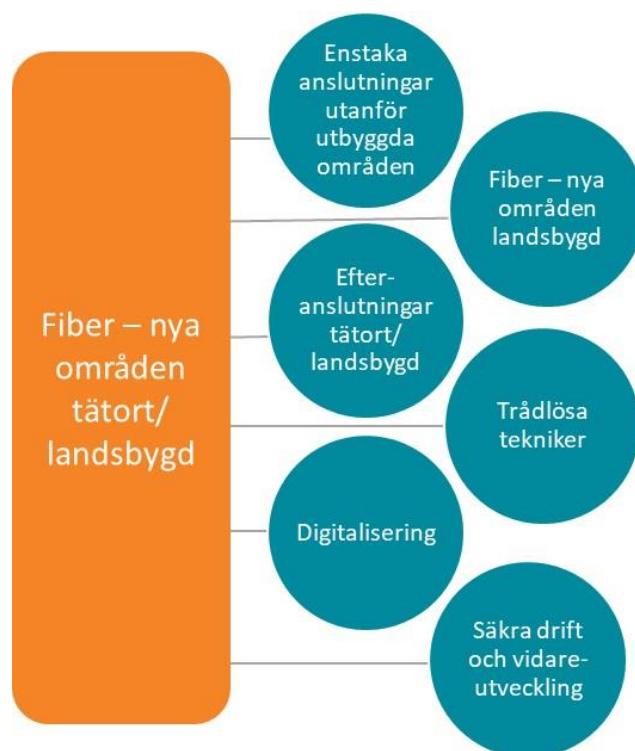 Fiber – nya
områden
tätort/
landsbygd
Enstaka
anslutningar
utanför
utbyggda
områden
Fiber – nya
områden
landsbygd
Efter-
anslutningar
tätort/
landsbygd
Trådlösa
tekniker
Digitalisering
Säkra drift
och vidare-
utveckling